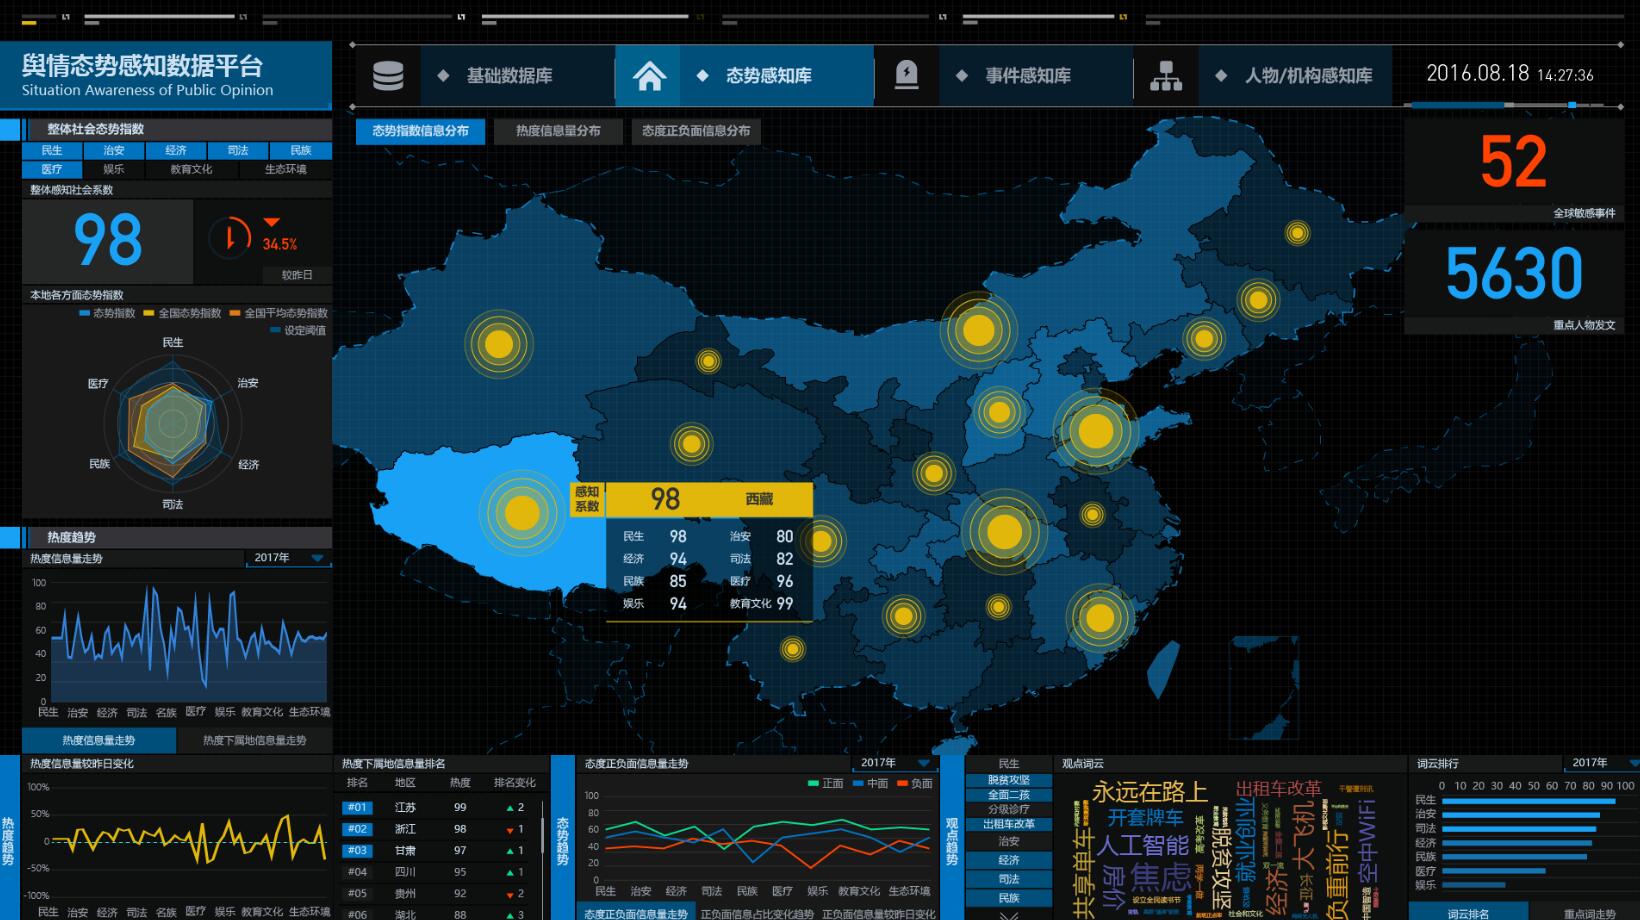 舆情态势感知数据平台
Situation Awareness of Public Opinion
基础数据库
态势感知库
事件感知库
人物/机构感知库
2016.08.18 14:27:36
整体社会态势指数
民生 治安 经济 司法 民族
医疗 娱乐 教育文化 生态环境
整体感知社会系数
98
34.5%
较昨日
本地各方面态势指数
态势指数 全国态势指数 全国平均态势指数
设定阈值
民生
医疗 治安
民族 经济
司法
热度趋势
热度信息量走势 2017年
100
80
60
40
20
0
民生 治安 经济 司法 名族 医疗 娱乐 教育文化 生态环境
热度信息量走势 热度下属地信息量走势
态势指数信息分布 热度信息量分布 态度正负面信息分布
52
全球敏感事件
5630
重点人物发文
感知系数 98 西藏
民生 98 治安 80
经济 94 司法 82
民族 85 医疗 96
娱乐 94 教育文化 99
热度趋势
热度信息量较昨日变化
100%
50%
0
-50%
-100%
民生 治安 经济 司法 民族 医疗 娱乐 教育文化 生态环境
热度下属地信息量排名
排名 地区 热度 排名变化
#01 江苏 99 2
#02 浙江 98 1
#03 甘肃 97 1
#04 四川 95 1
#05 贵州 92 2
#06 湖北 88 3
态势趋势
态度正负面信息量走势 2017年
正面 中面 负面
100
80
60
40
20
0
民生 治安 经济 司法 民族 医疗 娱乐 教育文化 生态环境
态度正负面信息量走势 正负面信息占比变化趋势 正负面信息量较昨日变化
观点趋势
民生
脱贫攻坚
全面二孩
分级诊疗
出租车改革
治安
经济
司法
民族
观点词云
永远在路上
出租车改革
开套牌车
人工智能
焦虑
房价
共享单车
高考改革
脱贫攻坚
就业创业
经济
大飞机
负重前行
空中WiFi
设立全民读书节
社会和文化
词云排行 2017年
0 10 20 30 40 50 60 70 80 90 100
民生
治安
司法
经济
民族
医疗
娱乐
词云排名 重点词走势